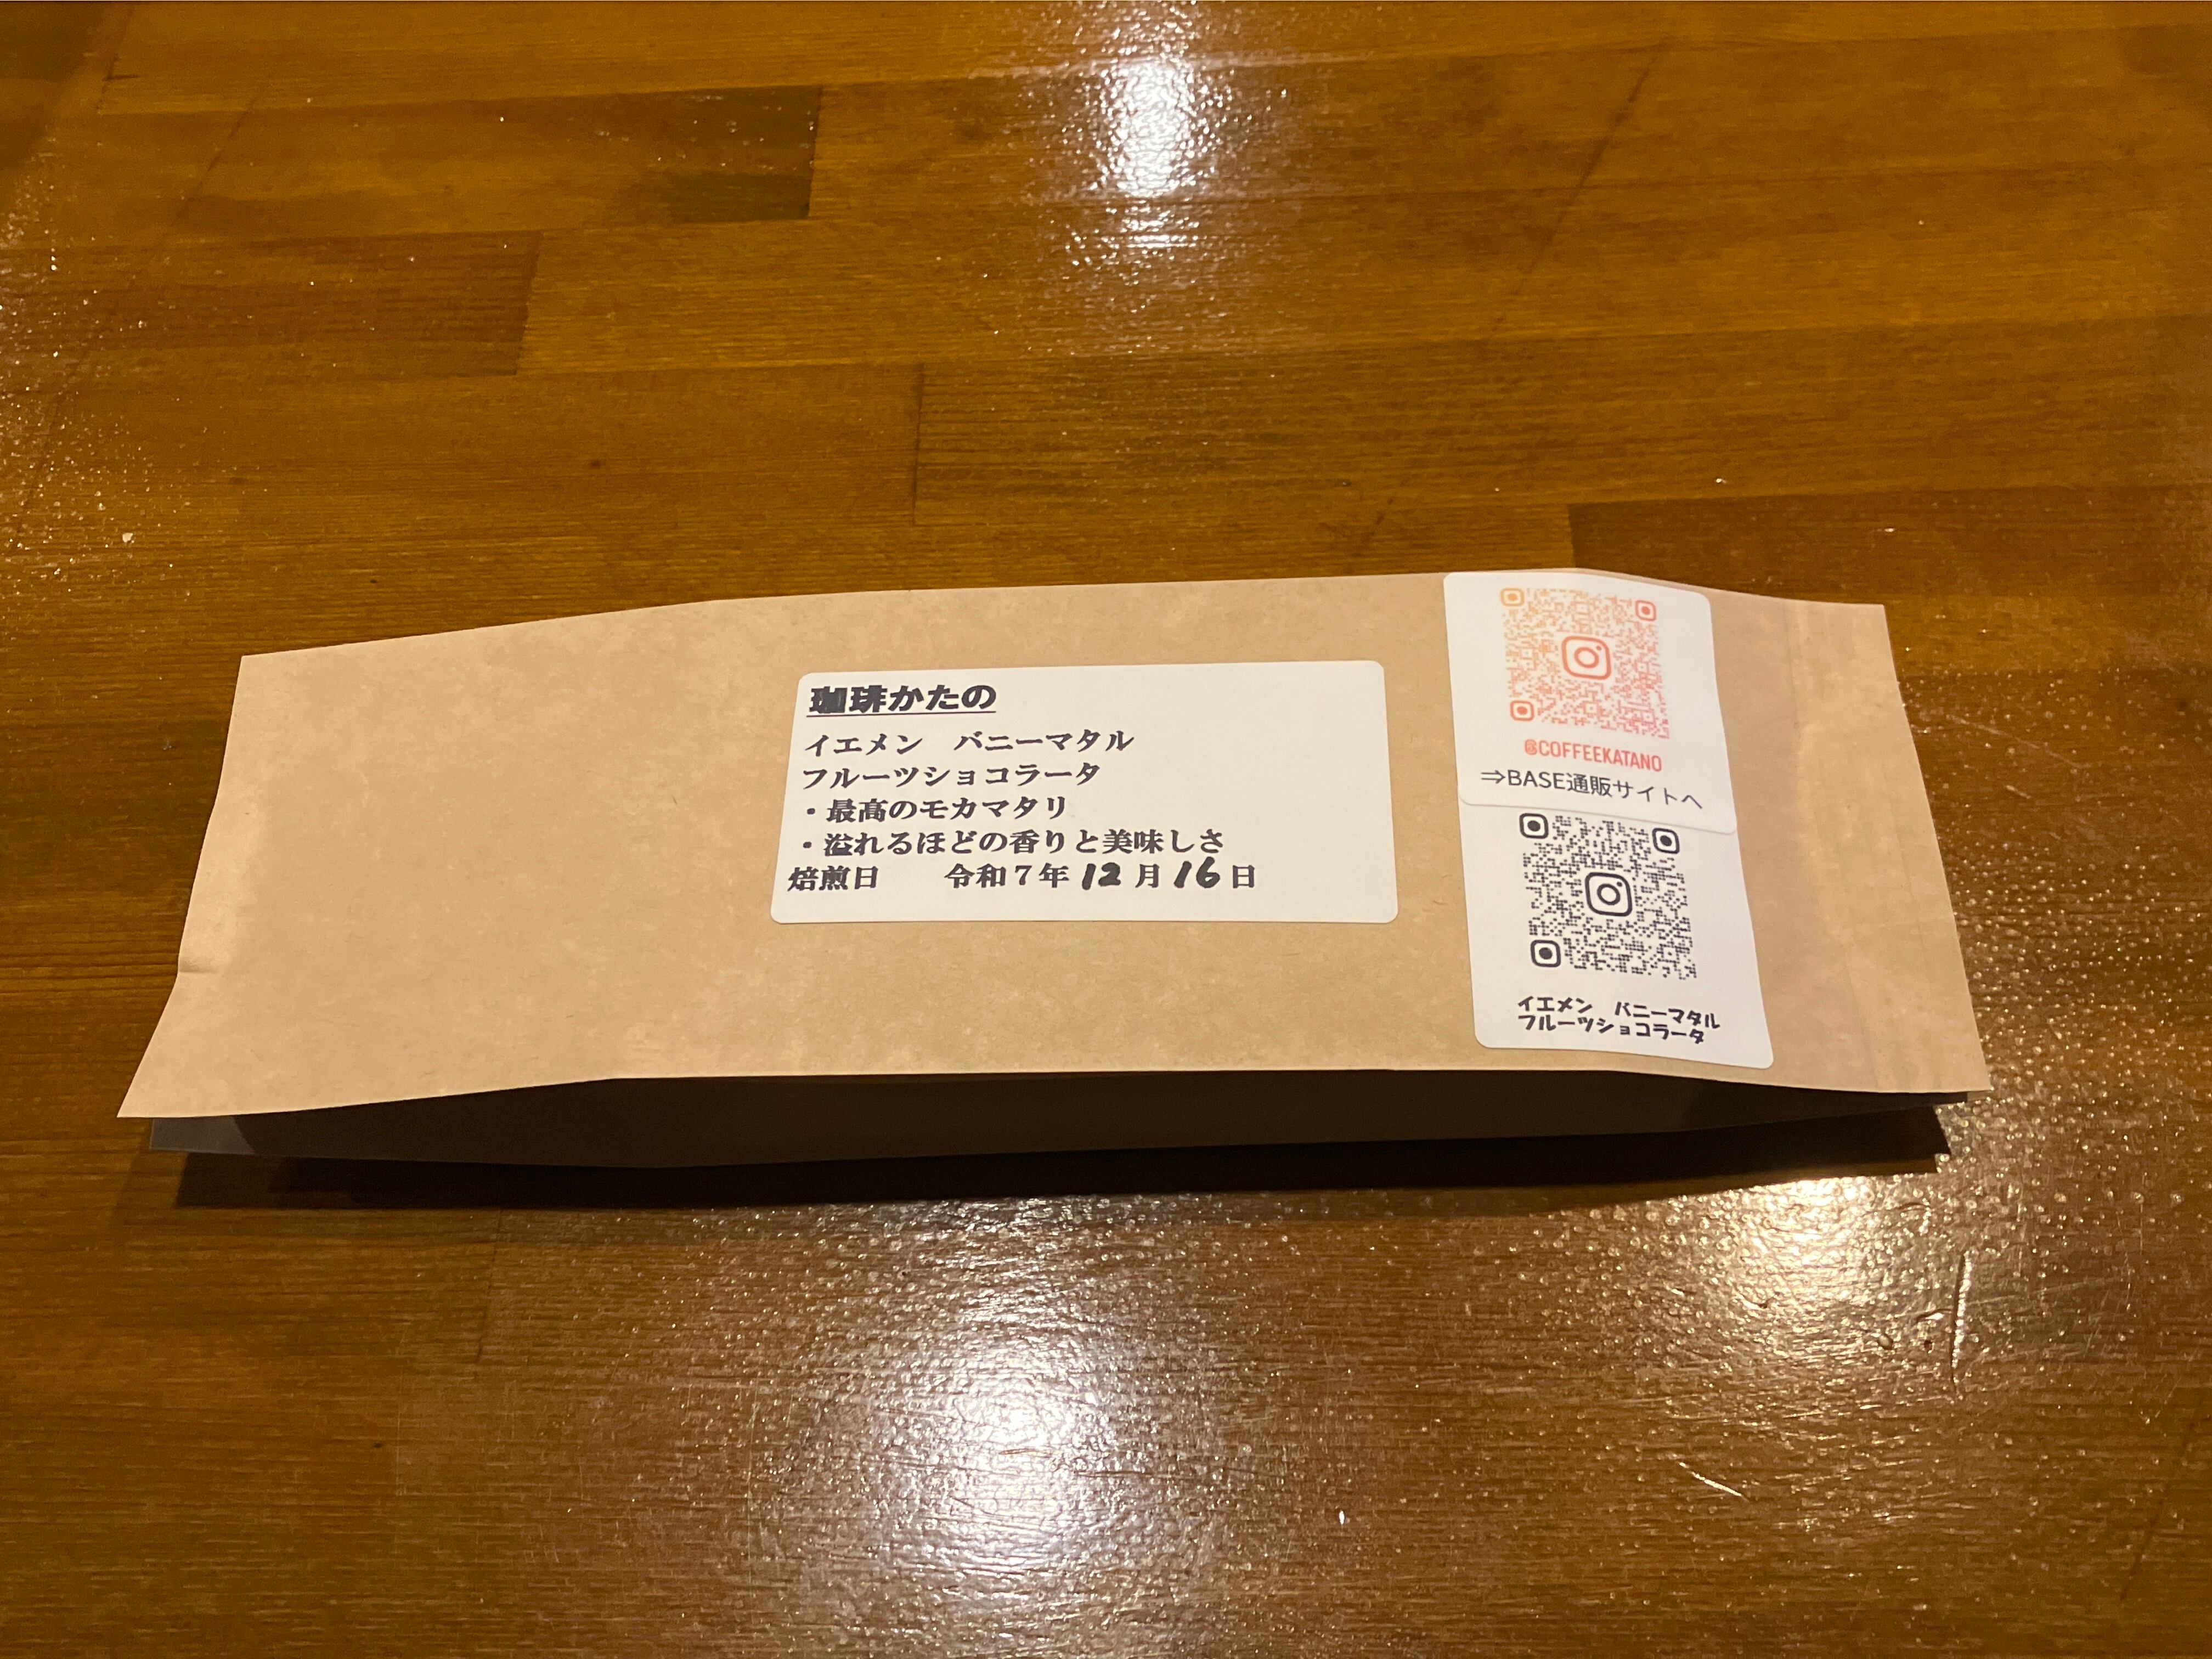 珈琲かたの
イエメン　バニーマタル
フルーツショコラータ
・最高のモカマタリ
・溢れるほどの香りと美味しさ
焙煎日　　令和７年 12 月 16 日
@COFFEEKATANO
⇒BASE通販サイトへ
イエメン　バニーマタル
フルーツショコラータ